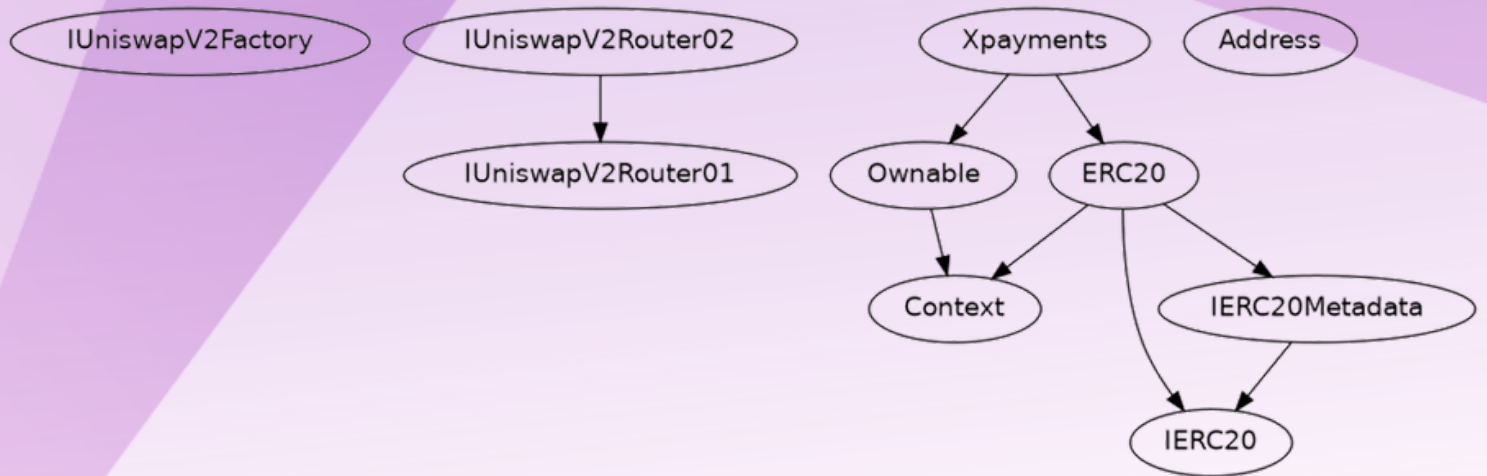 IUniswapV2Factory
IUniswapV2Router02
Xpayments
Address
IUniswapV2Router01
Ownable
ERC20
Context
IERC20Metadata
IERC20